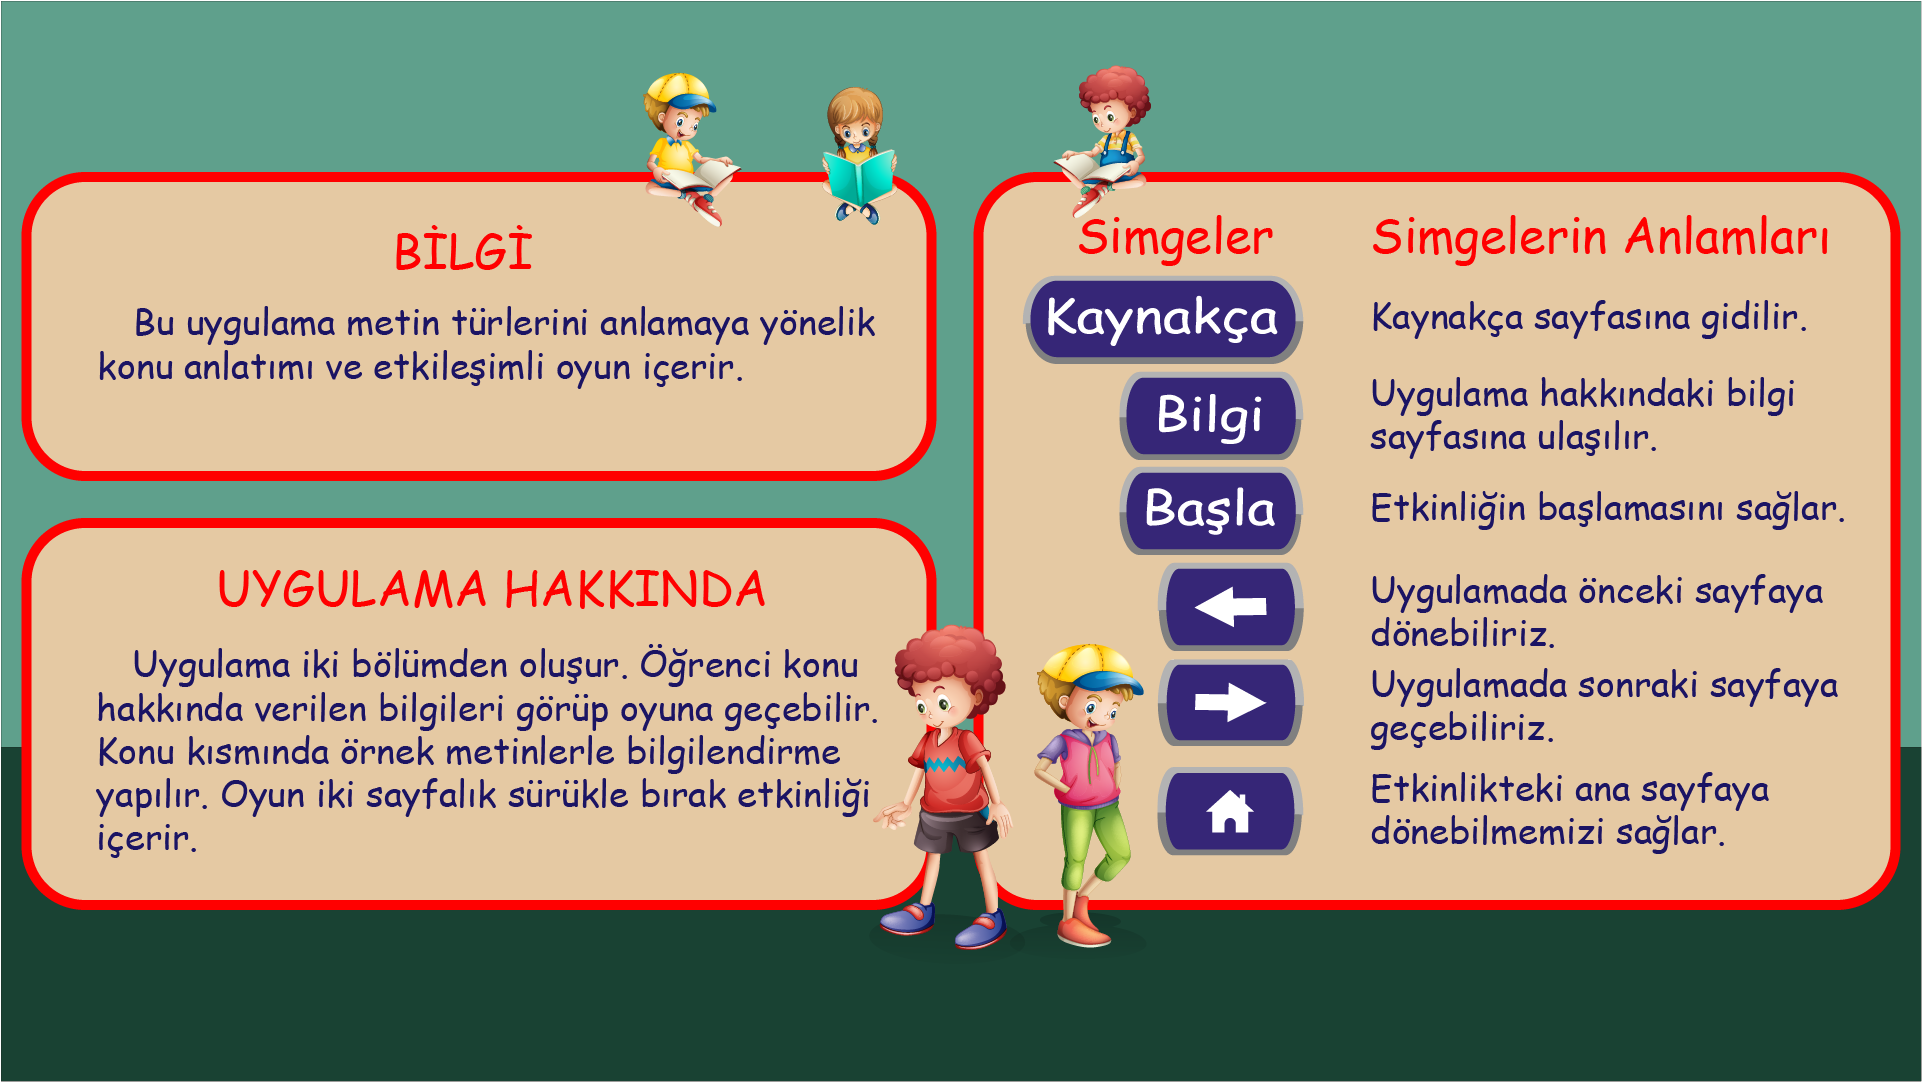 BİLGİ
Bu uygulama metin türlerini anlamaya yönelik
konu anlatımı ve etkileşimli oyun içerir.
UYGULAMA HAKKINDA
Uygulama iki bölümden oluşur. Öğrenci konu
hakkında verilen bilgileri görüp oyuna geçebilir.
Konu kısmında örnek metinlerle bilgilendirme
yapılır. Oyun iki sayfalık sürükle bırak etkinliği
içerir.
Simgeler
Simgelerin Anlamları
Kaynakça
Kaynakça sayfasına gidilir.
Bilgi
Uygulama hakkındaki bilgi
sayfasına ulaşılır.
Başla
Etkinliğin başlamasını sağlar.
Uygulamada önceki sayfaya
dönebiliriz.
Uygulamada sonraki sayfaya
geçebiliriz.
Etkinlikteki ana sayfaya
dönebilmemizi sağlar.